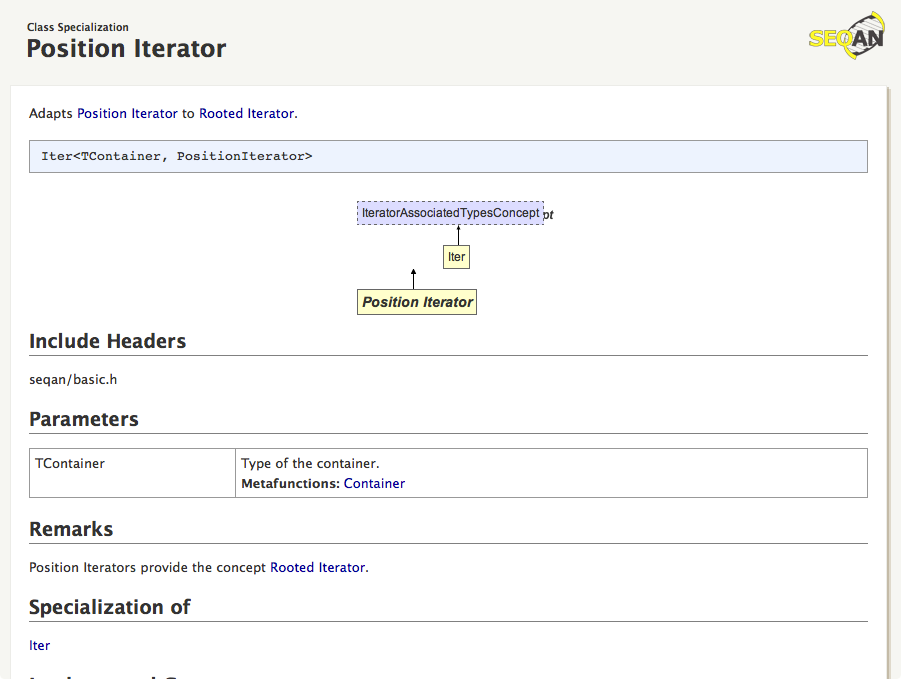 Class Specialization
Position Iterator
SEQAN
Adapts Position Iterator to Rooted Iterator.
Iter<TContainer, PositionIterator>
IteratorAssociatedTypesConcept pt
Iter
Position Iterator
Include Headers
seqan/basic.h
Parameters
TContainer
Type of the container.
Metafunctions: Container
Remarks
Position Iterators provide the concept Rooted Iterator.
Specialization of
Iter